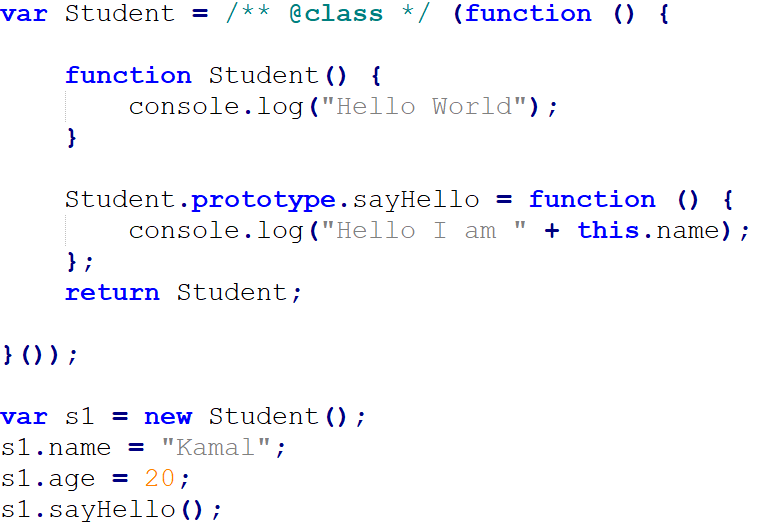 var Student = /** @class */ (function () {
function Student() {
console.log("Hello World");
}
Student.prototype.sayHello = function () {
console.log("Hello I am " + this.name);
};
return Student;
}());
var s1 = new Student();
s1.name = "Kamal";
s1.age = 20;
s1.sayHello();